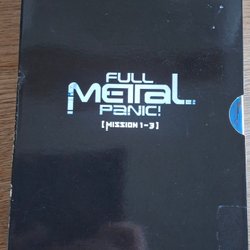 FULL
METAL
PANIC!
[MISSION 1-3]